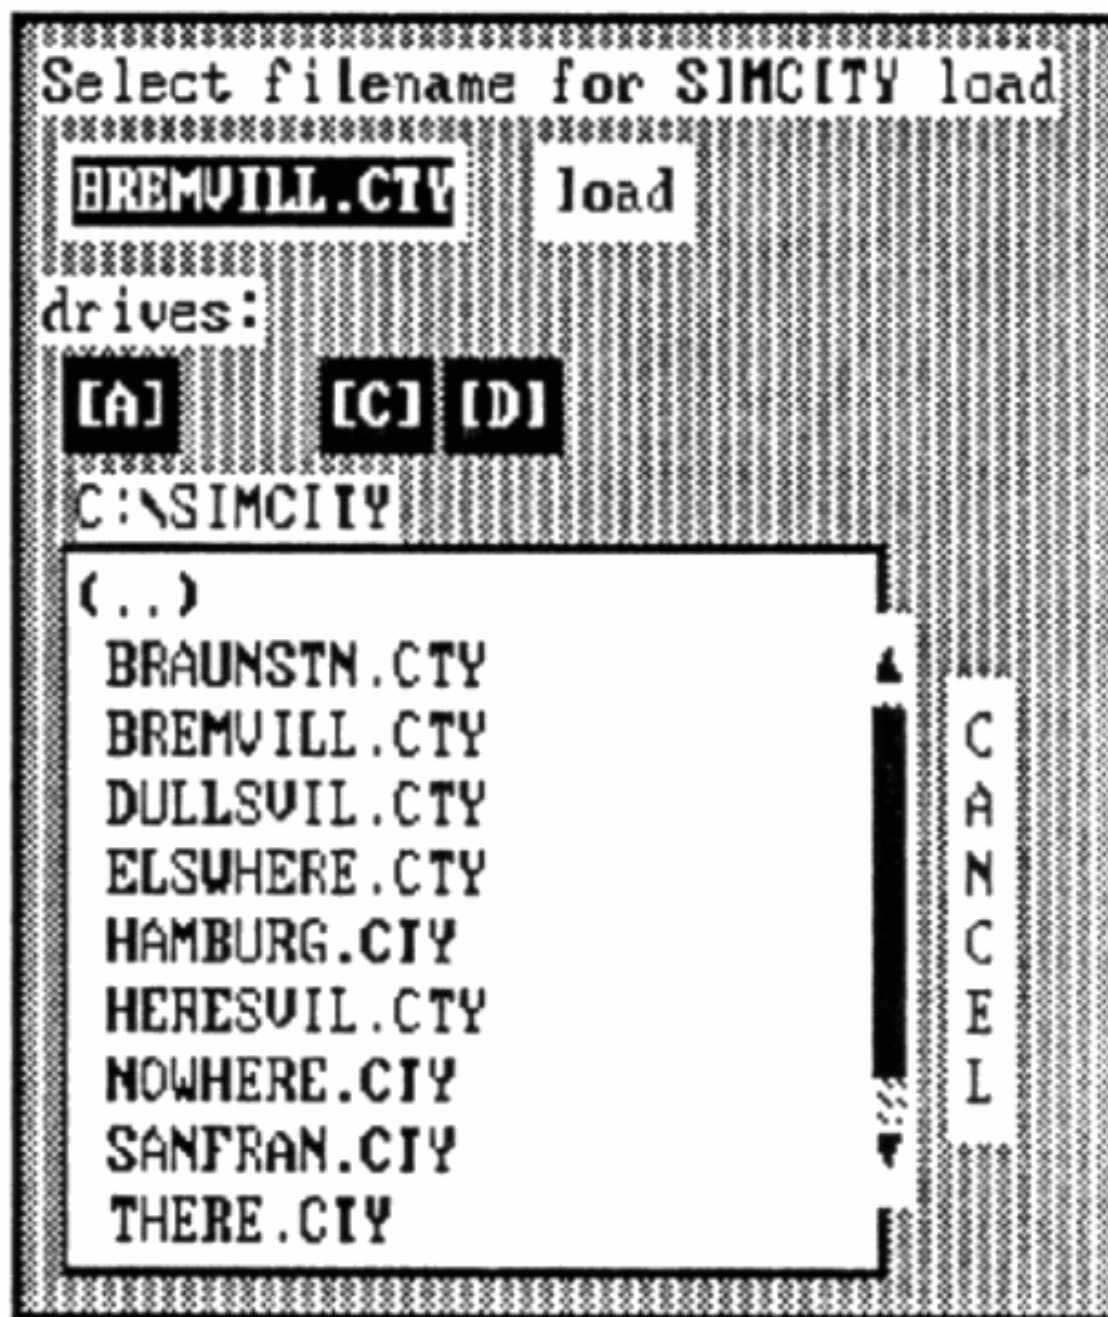 Select filename for SIMCITY load
BREMVILL.CTY load
drives:
[A] [C] [D]
C:\SIMCITY
(..)
BRAUNSTN.CTY
BREMVILL.CTY
DULLSVIL.CTY
ELSWHERE.CTY
HAMBURG.CTY
HERESVIL.CTY
NOWHERE.CTY
SANFRAN.CTY
THERE.CTY
CANCEL